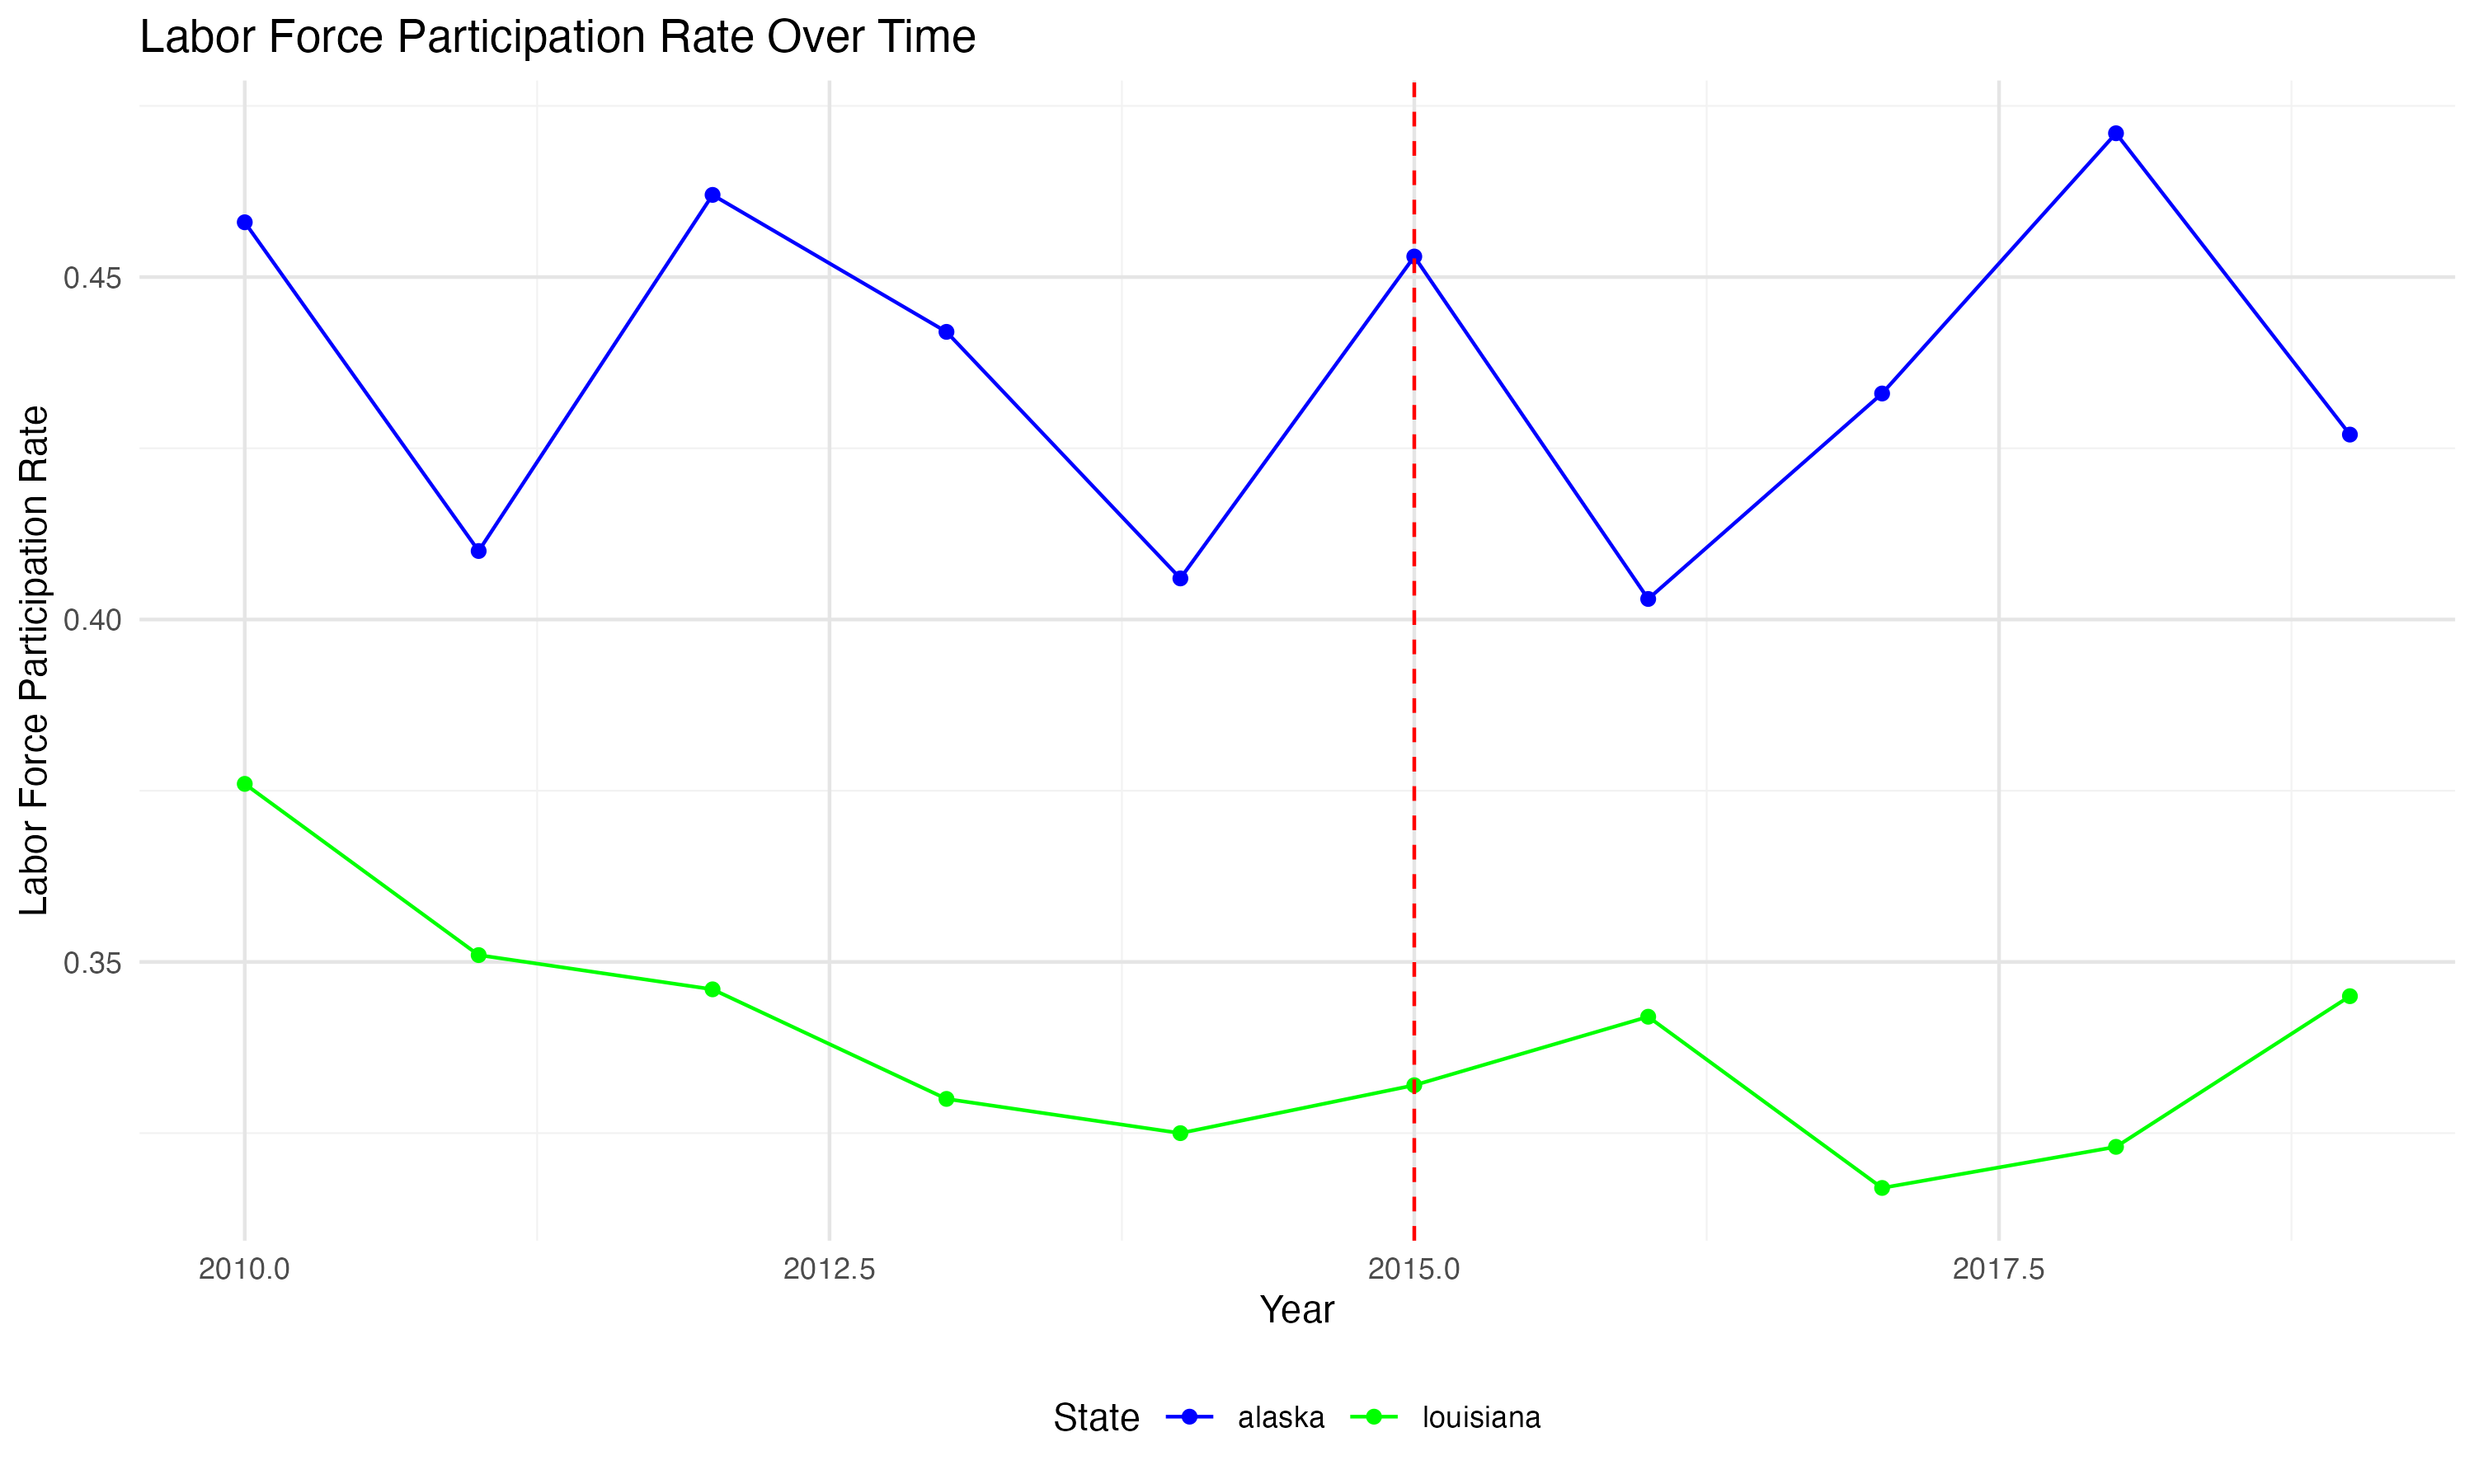 Labor Force Participation Rate Over Time
Labor Force Participation Rate
0.45
0.40
0.35
2010.0 2012.5 2015.0 2017.5
Year
State alaska louisiana